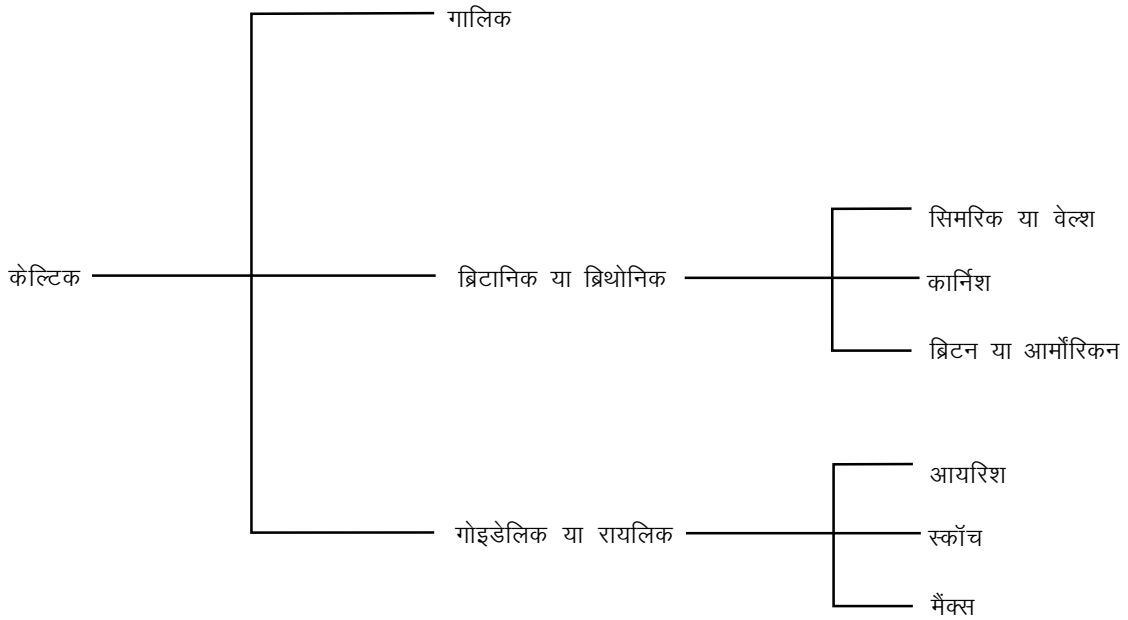 गालिक
सिमरिक या वेल्श
केल्टिक
ब्रिटानिक या ब्रिथोनिक
कार्निश
ब्रिटन या आर्मोंरिकन
आयरिश
गोइडेलिक या रायलिक
स्कॉच
मैंक्स